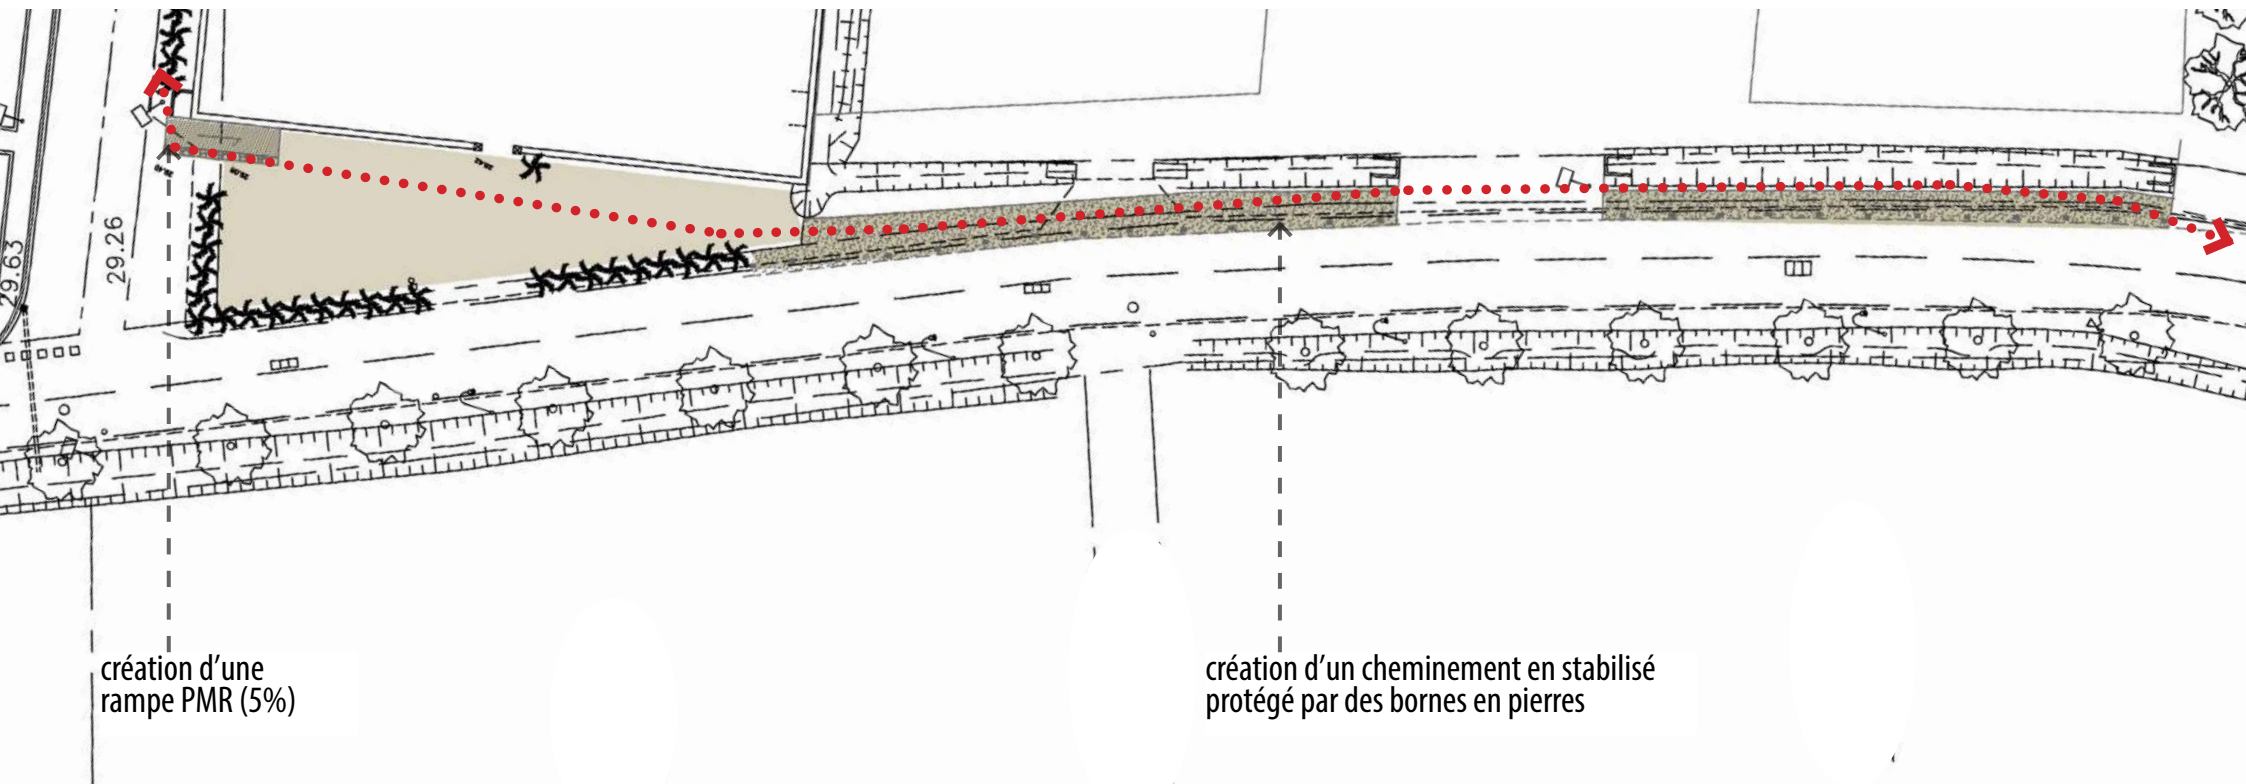 29.63
29.26
création d’une
rampe PMR (5%)
création d’un cheminement en stabilisé
protégé par des bornes en pierres